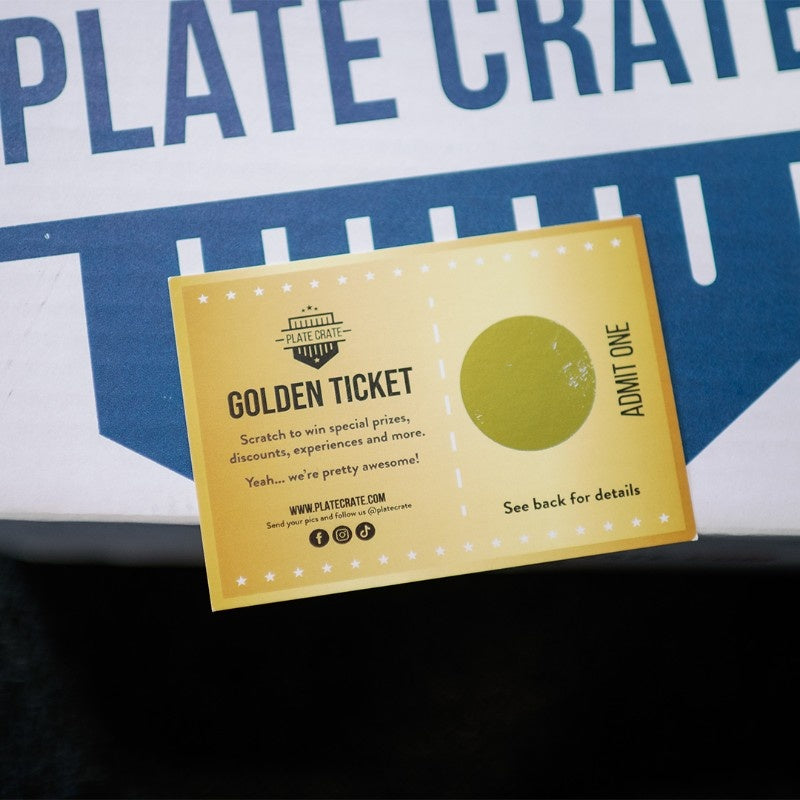 PLATE CRATE
PLATE CRATE
GOLDEN TICKET
Scratch to win special prizes,
discounts, experiences and more.
Yeah... we're pretty awesome!
WWW.PLATECRATE.COM
Send your pics and follow us @platecrate
ADMIT ONE
See back for details